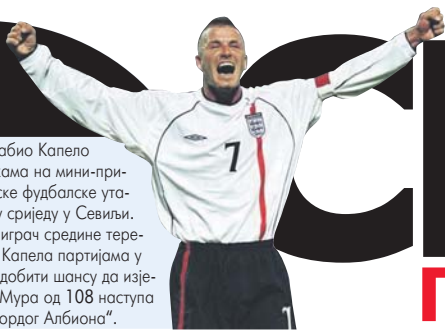 абио Капело
кама на мини-при-
ске фудбалске ута-
у сриједу у Севиљи.
играч средине тере-
Капела партијама у
добити шансу да изје-
Мура од 108 наступа
ордог Албиона“.
7